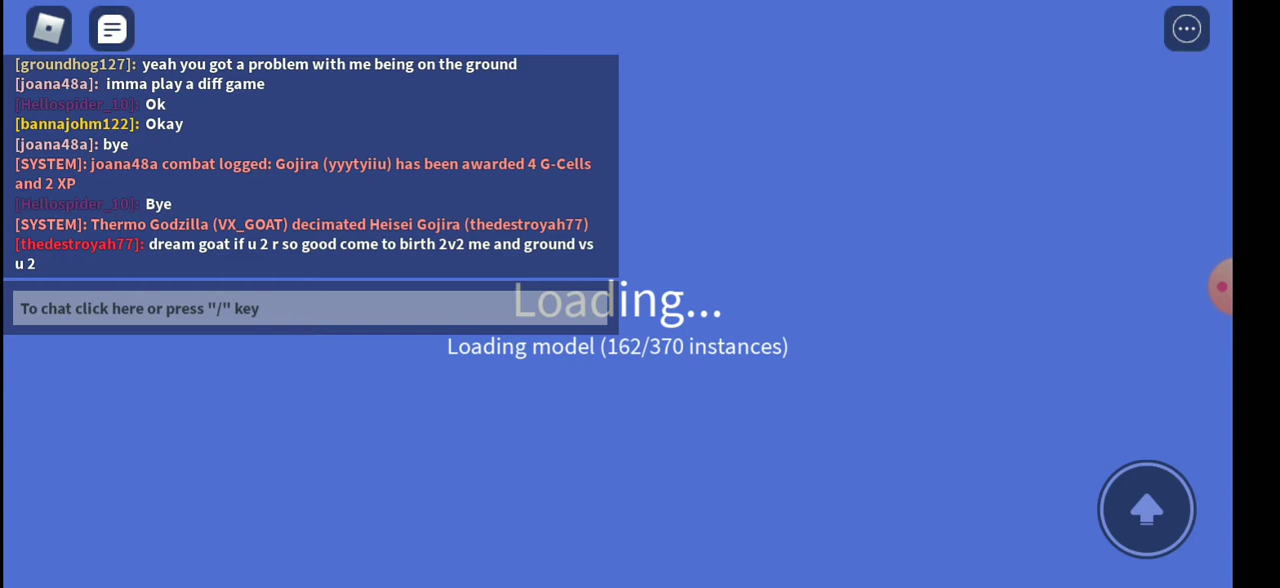 [groundhog127]: yeah you got a problem with me being on the ground
[joana48a]: imma play a diff game
[Hellospider_10]: Ok
[bannajohm122]: Okay
[joana48a]: bye
[SYSTEM]: joana48a combat logged: Gojira (yyytyiiu) has been awarded 4 G-Cells
and 2 XP
[Hellospider_10]: Bye
[SYSTEM]: Thermo Godzilla (VX_GOAT) decimated Heisei Gojira (thedestroyah77)
[thedestroyah77]: dream goat if u 2 r so good come to birth 2v2 me and ground vs
u 2
To chat click here or press "/" key
Loading...
Loading model (162/370 instances)